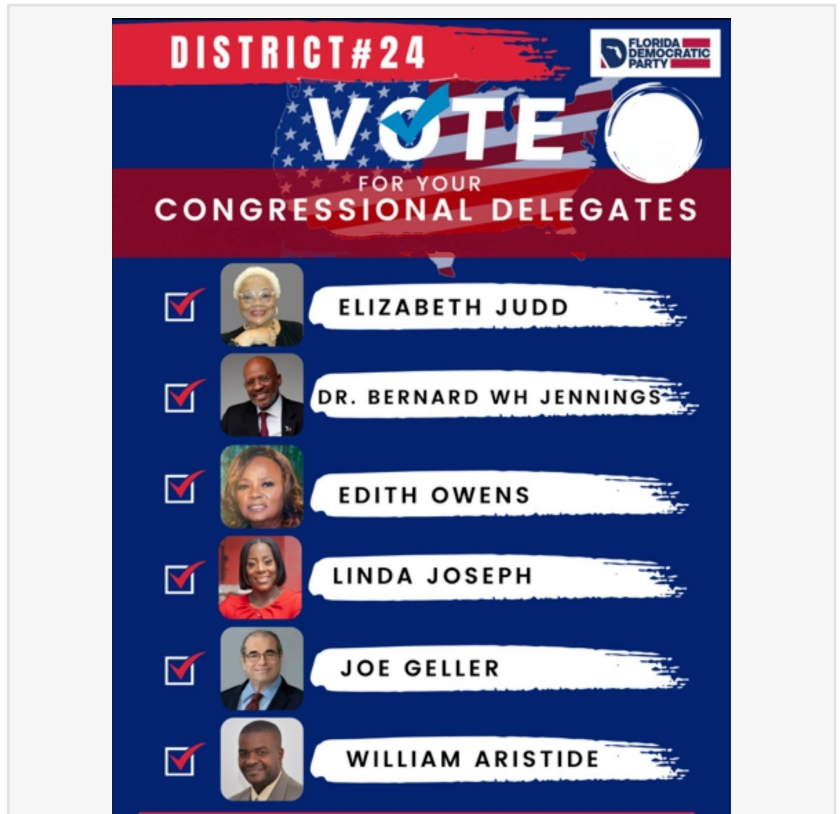 DISTRICT#24
FLORIDA
DEMOCRATIC
PARTY
VOTE
FOR YOUR
CONGRESSIONAL DELEGATES
ELIZABETH JUDD
DR. BERNARD WH JENNINGS
EDITH OWENS
LINDA JOSEPH
JOE GELLER
WILLIAM ARISTIDE